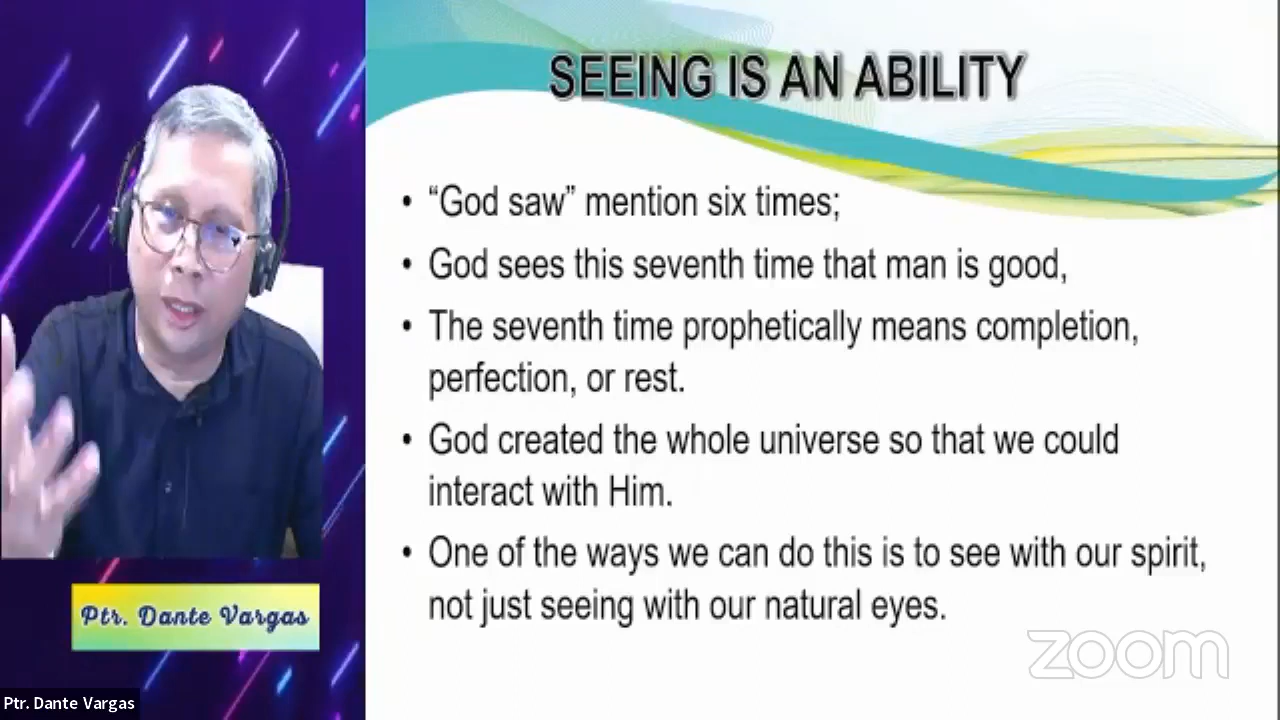 SEEING IS AN ABILITY
• “God saw” mention six times;
• God sees this seventh time that man is good,
• The seventh time prophetically means completion,
perfection, or rest.
• God created the whole universe so that we could
interact with Him.
• One of the ways we can do this is to see with our spirit,
not just seeing with our natural eyes.
Ptr. Dante Vargas
zoom
Ptr. Dante Vargas